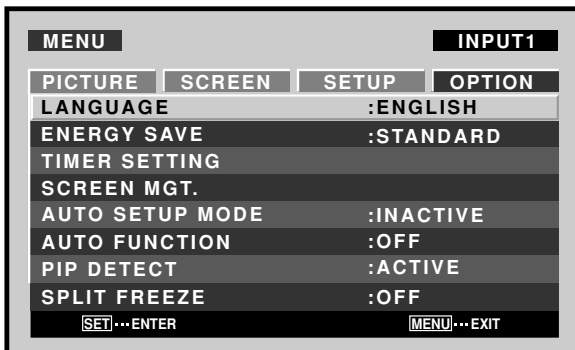 MENU INPUT1
PICTURE SCREEN SETUP OPTION
LANGUAGE :ENGLISH
ENERGY SAVE :STANDARD
TIMER SETTING
SCREEN MGT.
AUTO SETUP MODE :INACTIVE
AUTO FUNCTION :OFF
PIP DETECT :ACTIVE
SPLIT FREEZE :OFF
SET···ENTER MENU···EXIT